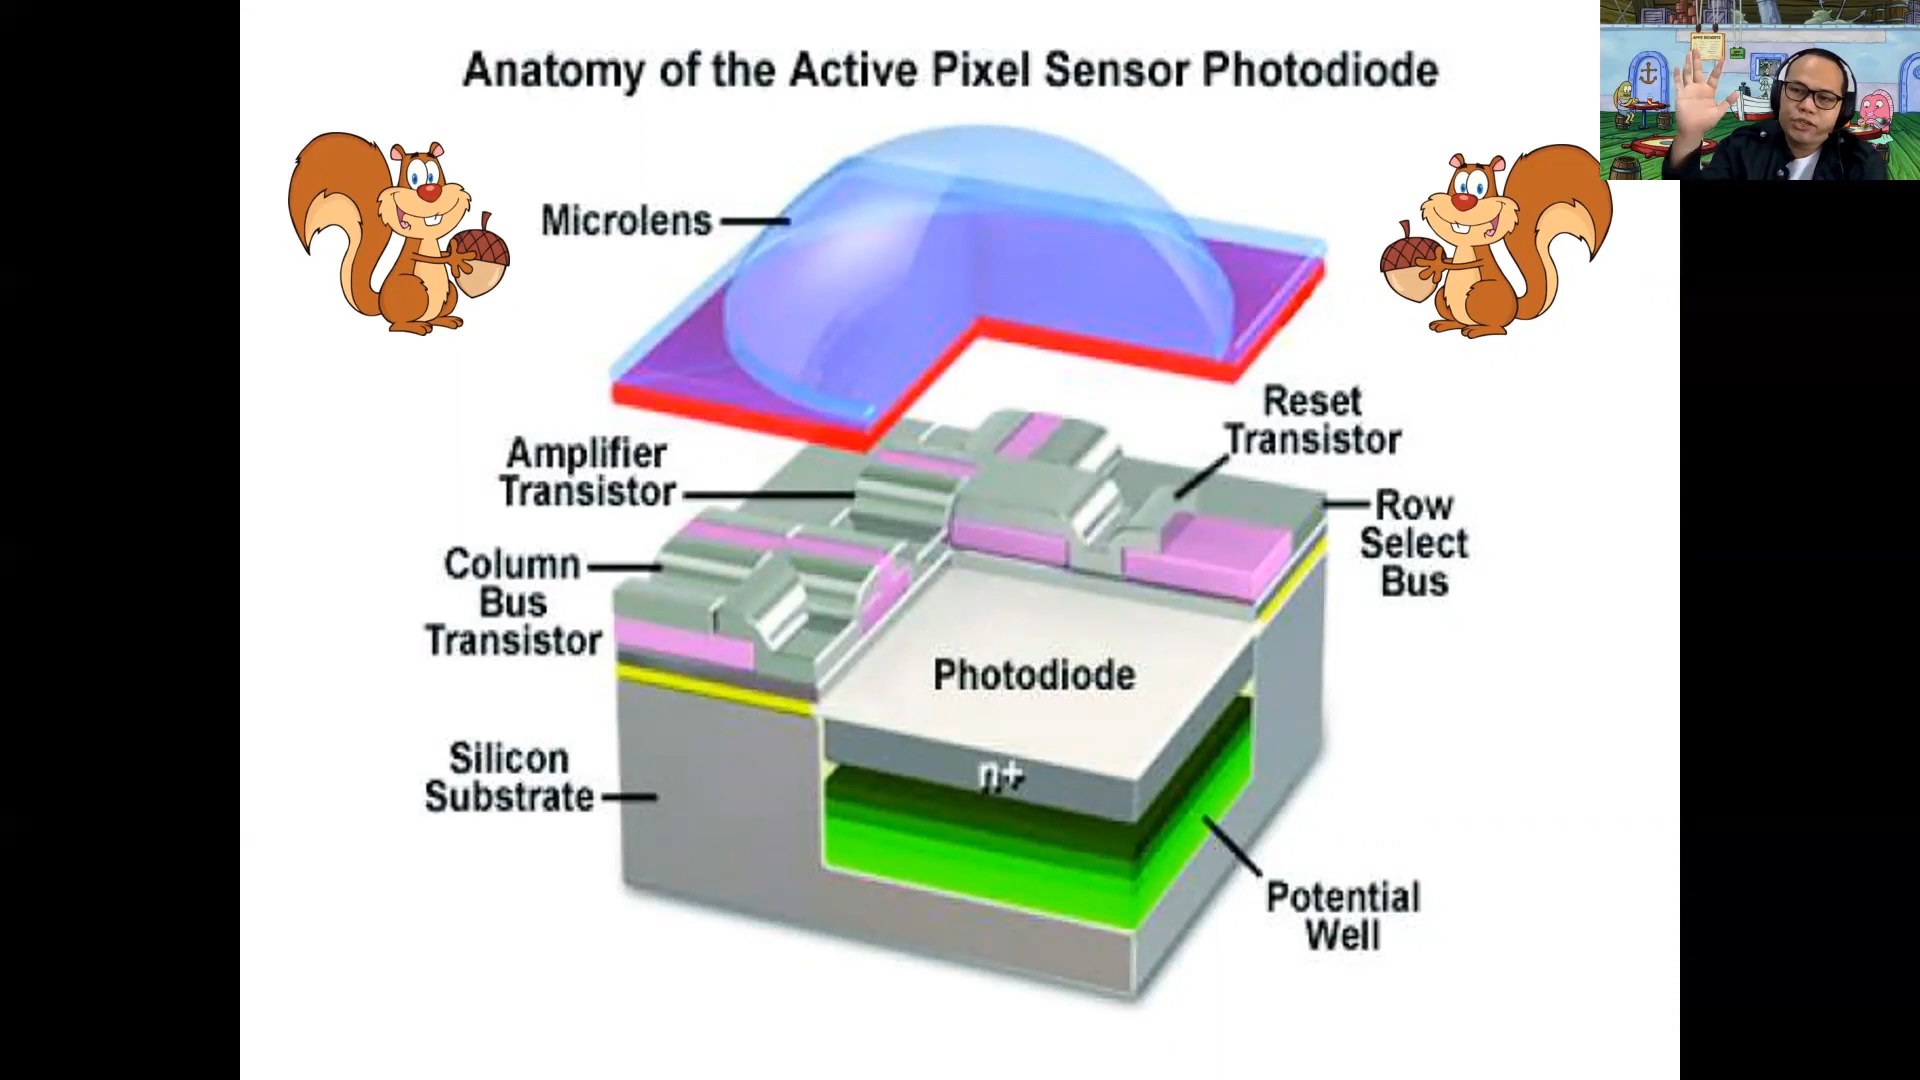 Anatomy of the Active Pixel Sensor Photodiode
Microlens
Reset
Transistor
Amplifier
Transistor
Row
Select
Bus
Column
Bus
Transistor
Photodiode
Silicon
Substrate
n+
Potential
Well